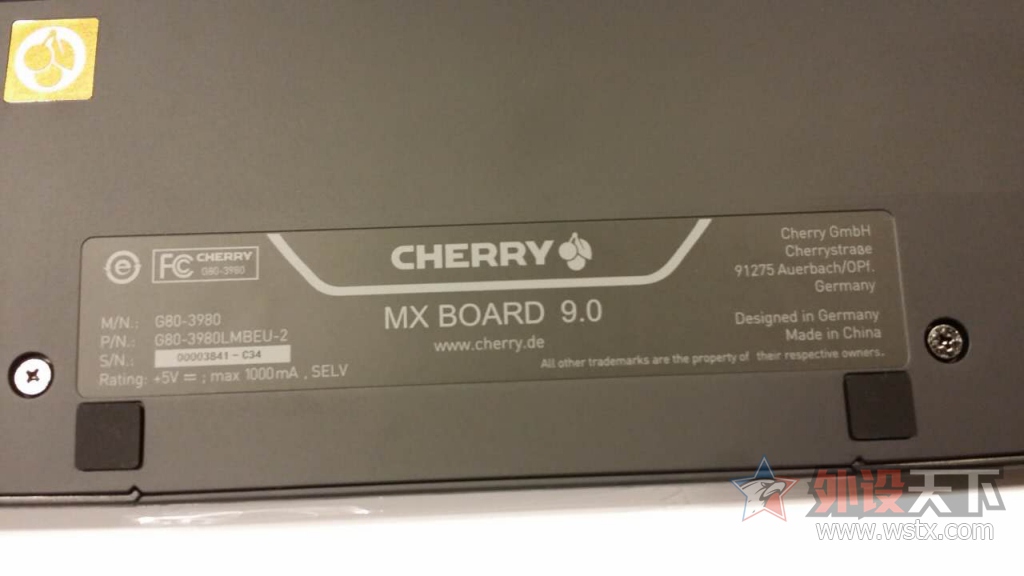 FC CHERRY
G80-3980
CHERRY
MX BOARD 9.0
www.cherry.de
Cherry GmbH
Cherrystraße
91275 Auerbach/OPf.
Germany
Designed in Germany
Made in China
M/N.: G80-3980
P/N.: G80-3980LMBEU-2
S/N.: 00003841 - C34
Rating: +5V ⎓ ; max 1000mA , SELV
All other trademarks are the property of their respective owners.
外设天下
www.wstx.com